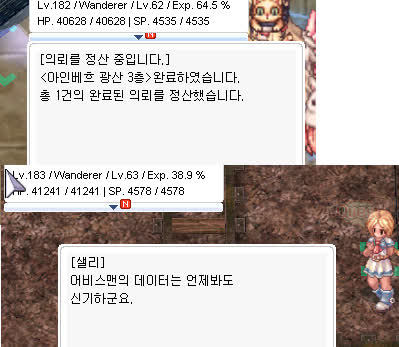 Lv.182 / Wanderer / Lv.62 / Exp. 64.5 %
HP. 40628 / 40628 | SP. 4535 / 4535
N
[의뢰를 정산 중입니다.]
<아인베흐 광산 3층>완료하였습니다.
총 1건의 완료된 의뢰를 정산했습니다.
Lv.183 / Wanderer / Lv.63 / Exp. 38.9 %
HP. 41241 / 41241 | SP. 4578 / 4578
N
[샐리]
어비스맨의 데이터는 언제봐도
신기하군요.